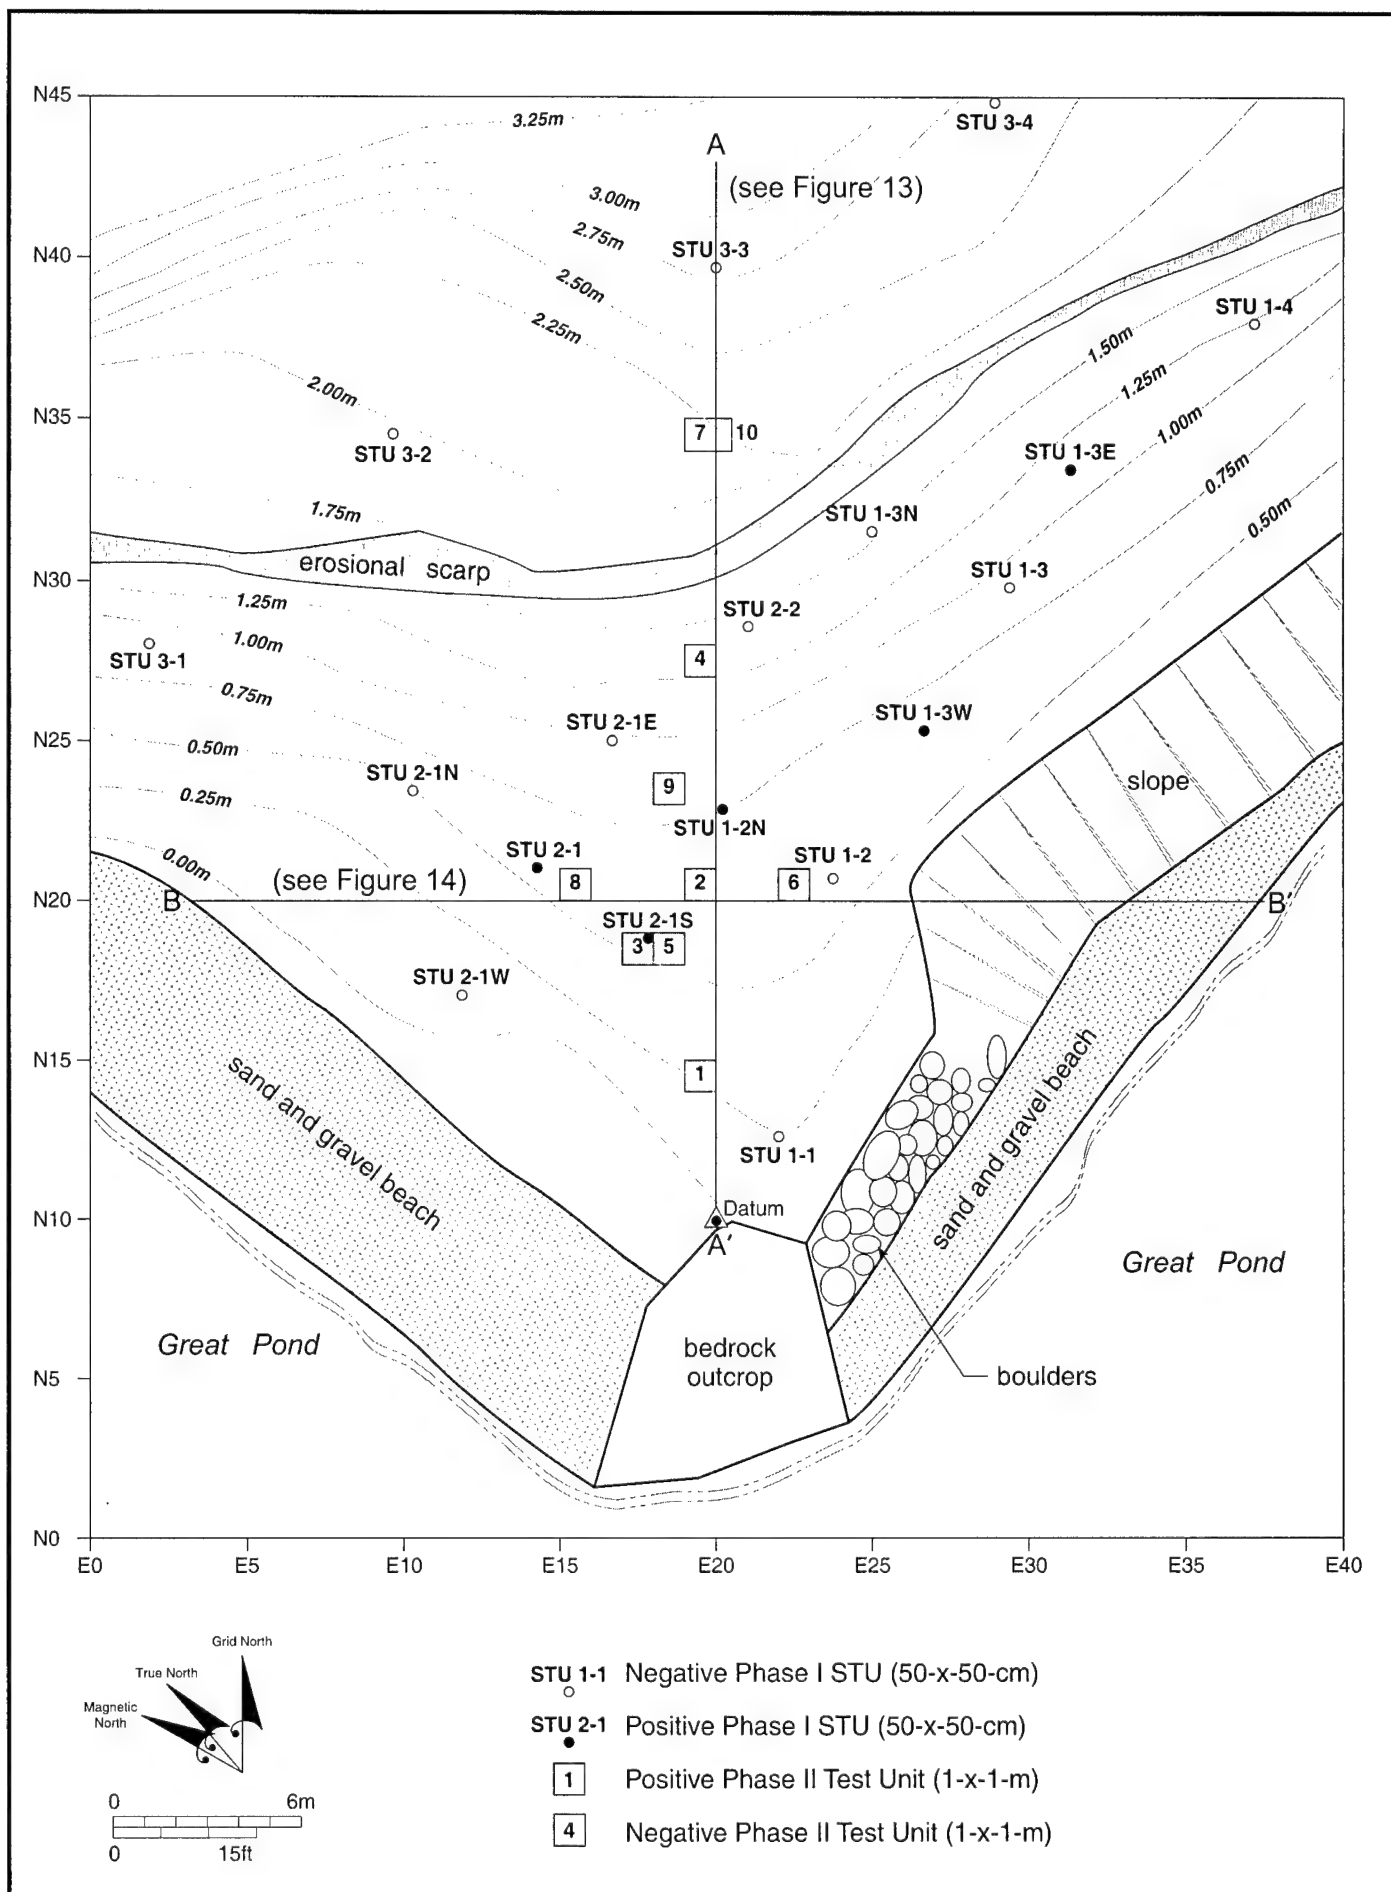 N45
3.25m
STU 3-4
A
(see Figure 13)
3.00m
2.75m
STU 3-3
N40
2.50m
STU 1-4
2.25m
1.50m
1.25m
2.00m
N35
7
10
1.00m
STU 3-2
STU 1-3E
0.75m
1.75m
STU 1-3N
0.50m
erosional scarp
STU 1-3
N30
1.25m
STU 2-2
1.00m
STU 3-1
4
0.75m
STU 2-1E
STU 1-3W
N25
0.50m
STU 2-1N
9
slope
0.25m
STU 1-2N
STU 2-1
STU 1-2
0.00m
(see Figure 14)
8
2
6
N20
B
B'
STU 2-1S
3
5
STU 2-1W
N15
1
sand and gravel beach
sand and gravel beach
STU 1-1
N10
Datum
A'
Great Pond
Great Pond
bedrock
outcrop
N5
boulders
N0
E0
E5
E10
E15
E20
E25
E30
E35
E40
Grid North
True North
Magnetic
North
0
6m
0
15ft
STU 1-1
Negative Phase I STU (50-x-50-cm)
STU 2-1
Positive Phase I STU (50-x-50-cm)
1
Positive Phase II Test Unit (1-x-1-m)
4
Negative Phase II Test Unit (1-x-1-m)